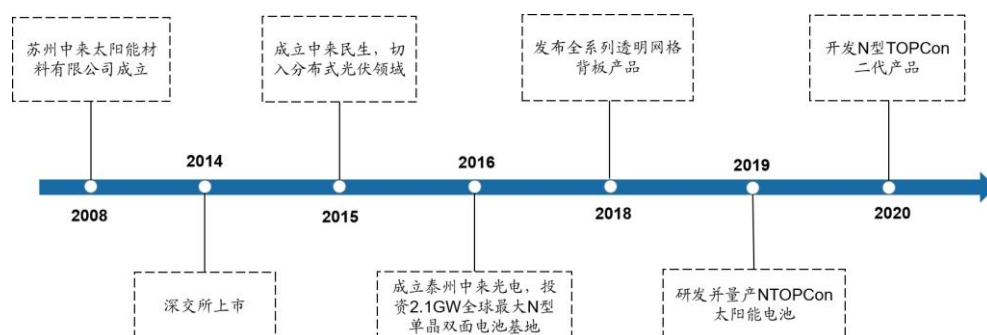 苏州中来太阳能材
料有限公司成立
成立中来民生，切
入分布式光伏领域
发布全系列透明网格
背板产品
开发N型TOPCon
二代产品
2014
2016
2019
2008
2015
2018
2020
深交所上市
成立泰州中来光电，投
资2.1GW全球最大N型
单晶双面电池基地
研发并量产NTOPCon
太阳能电池